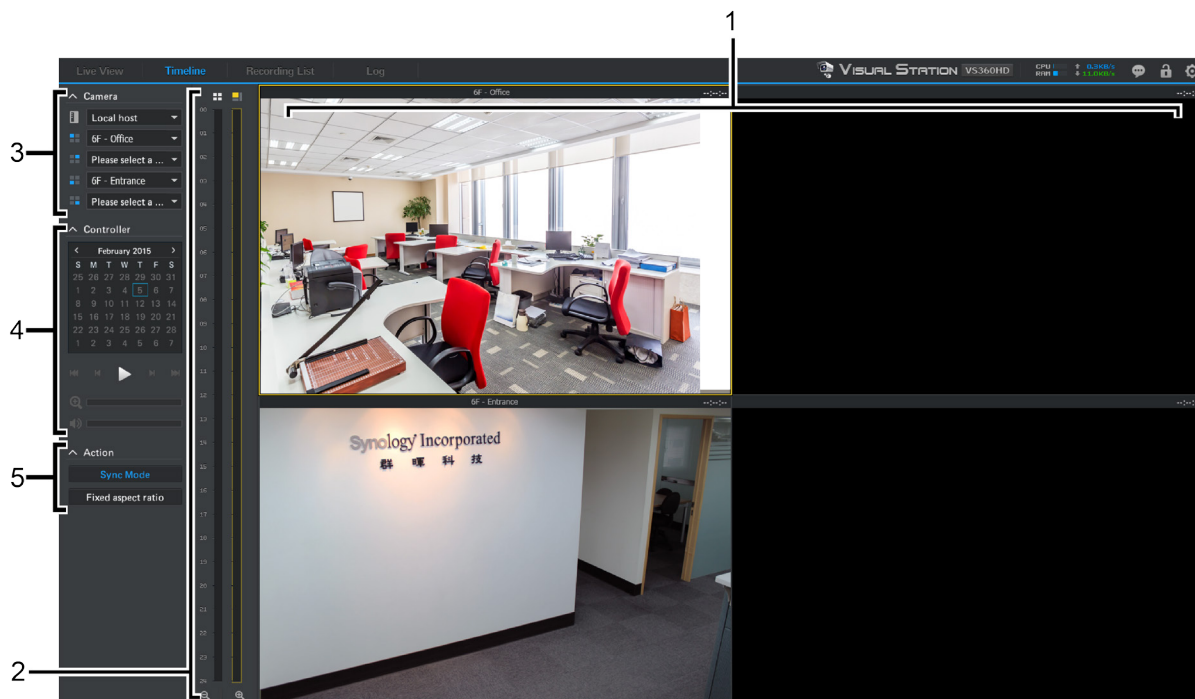 1
Live View Timeline Recording List Log
VISUAL STATION VS360HD
CPU 0.3KB/s
RAM 11.0KB/s
3
Camera
Local host
6F - Office
Please select a ...
6F - Entrance
Please select a ...
4
Controller
February 2015
S M T W T F S
25 26 27 28 29 30 31
1 2 3 4 5 6 7
8 9 10 11 12 13 14
15 16 17 18 19 20 21
22 23 24 25 26 27 28
1 2 3 4 5 6 7
5
Action
Sync Mode
Fixed aspect ratio
2
00
01
02
03
04
05
06
07
08
09
10
11
12
13
14
15
16
17
18
19
20
21
22
23
24
6F - Office --:--:--
--:--:--
6F - Entrance --:--:--
--:--:--
Synology Incorporated
群暉科技